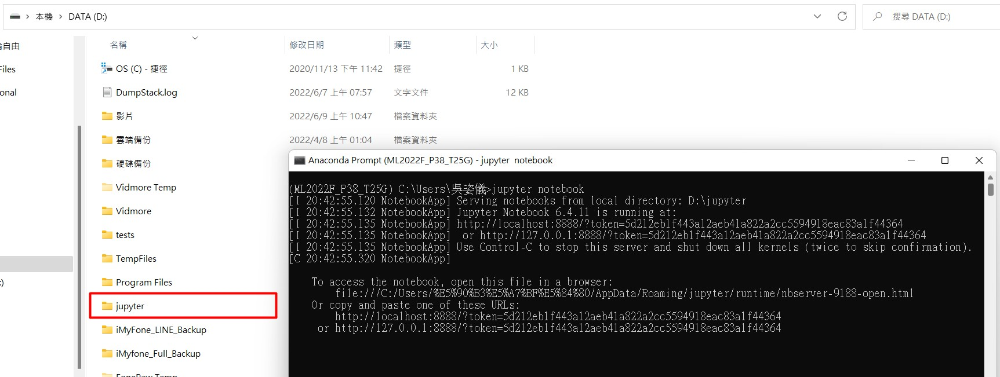 本機 > DATA (D:)
搜尋 DATA (D:)
名稱 修改日期 類型 大小
自由
Files
onal
:)
OS (C) - 捷徑 2020/11/13 下午 11:42 捷徑 1 KB
DumpStack.log 2022/6/7 上午 07:57 文字文件 12 KB
影片 2022/6/9 上午 10:47 檔案資料夾
雲端備份 2022/4/8 上午 01:04 檔案資料夾
硬碟備份
Vidmore Temp
Vidmore
tests
TempFiles
Program Files
jupyter
iMyFone_LINE_Backup
iMyfone_Full_Backup
FonePaw Temp
Anaconda Prompt (ML2022F_P38_T25G) - jupyter  notebook
(ML2022F_P38_T25G) C:\Users\吳姿儀>jupyter notebook
[I 20:42:55.120 NotebookApp] Serving notebooks from local directory: D:\jupyter
[I 20:42:55.132 NotebookApp] Jupyter Notebook 6.4.11 is running at:
[I 20:42:55.135 NotebookApp] http://localhost:8888/?token=5d212eb1f443a12aeb41a822a2cc5594918eac83a1f44364
[I 20:42:55.135 NotebookApp]  or http://127.0.0.1:8888/?token=5d212eb1f443a12aeb41a822a2cc5594918eac83a1f44364
[I 20:42:55.135 NotebookApp] Use Control-C to stop this server and shut down all kernels (twice to skip confirmation).
[C 20:42:55.320 NotebookApp]
To access the notebook, open this file in a browser:
file:///C:/Users/%E5%90%B3%E5%A7%BF%E5%84%80/AppData/Roaming/jupyter/runtime/nbserver-9188-open.html
Or copy and paste one of these URLs:
http://localhost:8888/?token=5d212eb1f443a12aeb41a822a2cc5594918eac83a1f44364
or http://127.0.0.1:8888/?token=5d212eb1f443a12aeb41a822a2cc5594918eac83a1f44364